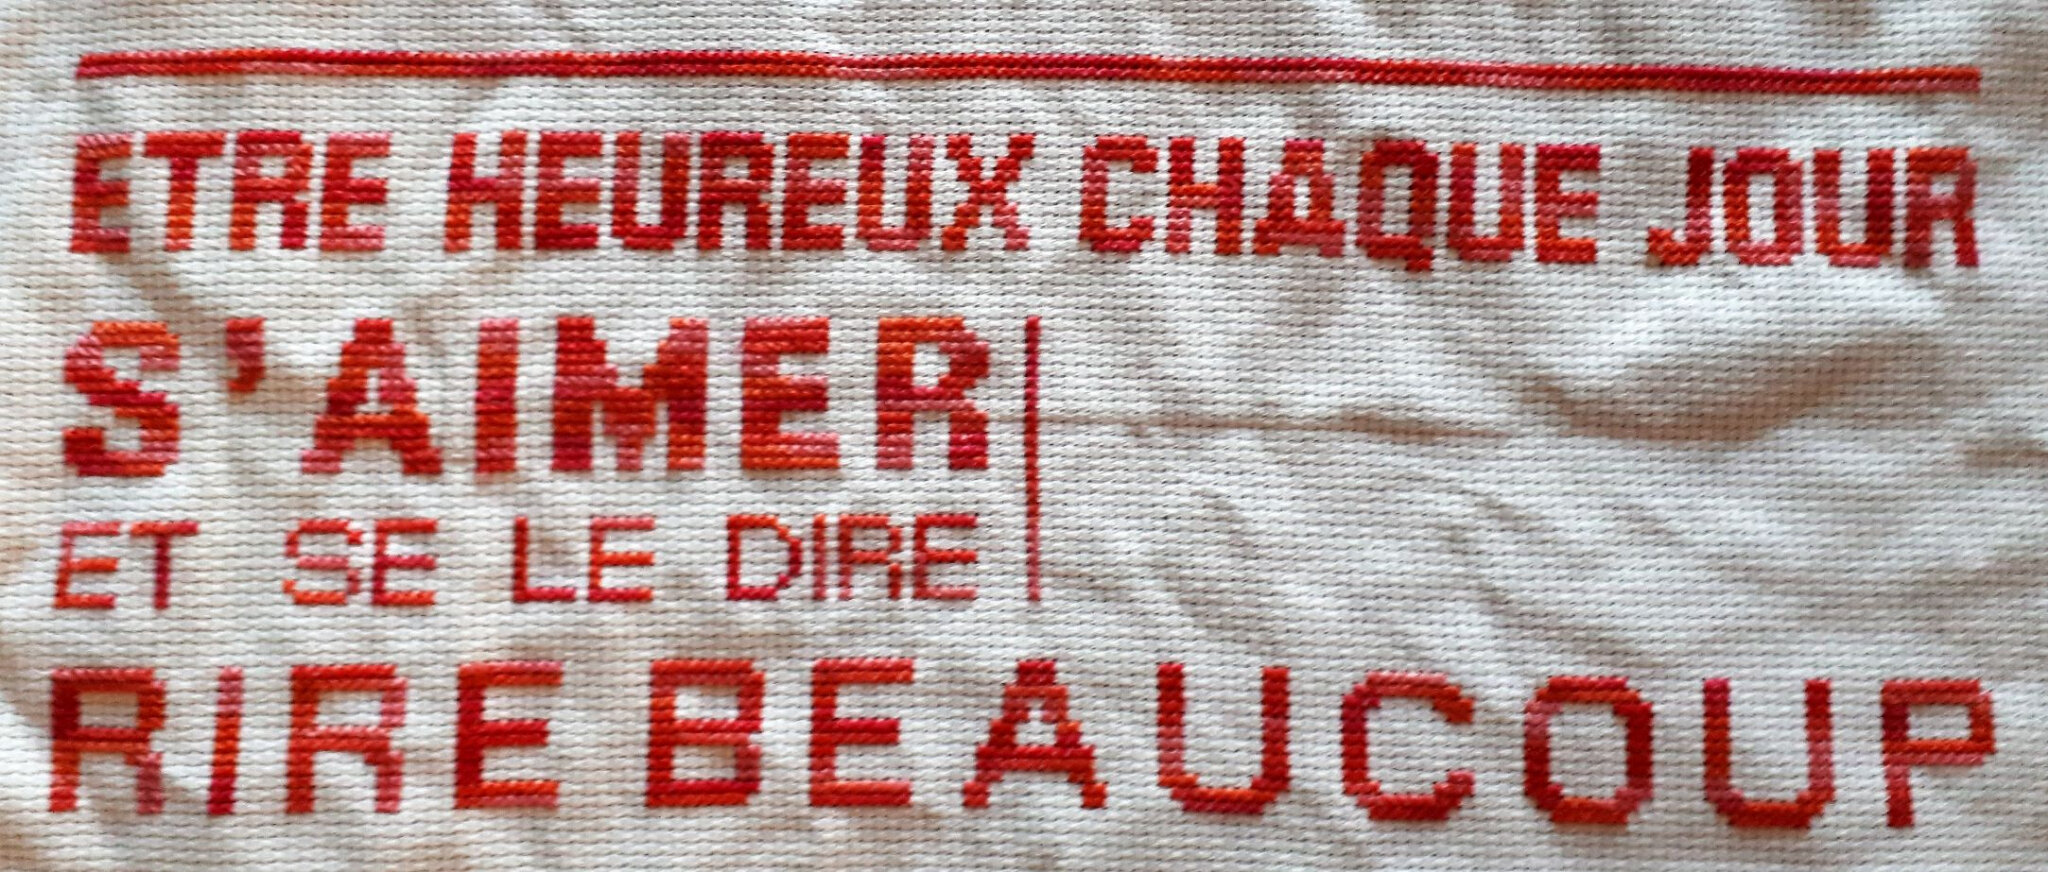 ETRE HEUREUX CHAQUE JOUR
S'AIMER
ET SE LE DIRE
RIRE BEAUCOUP